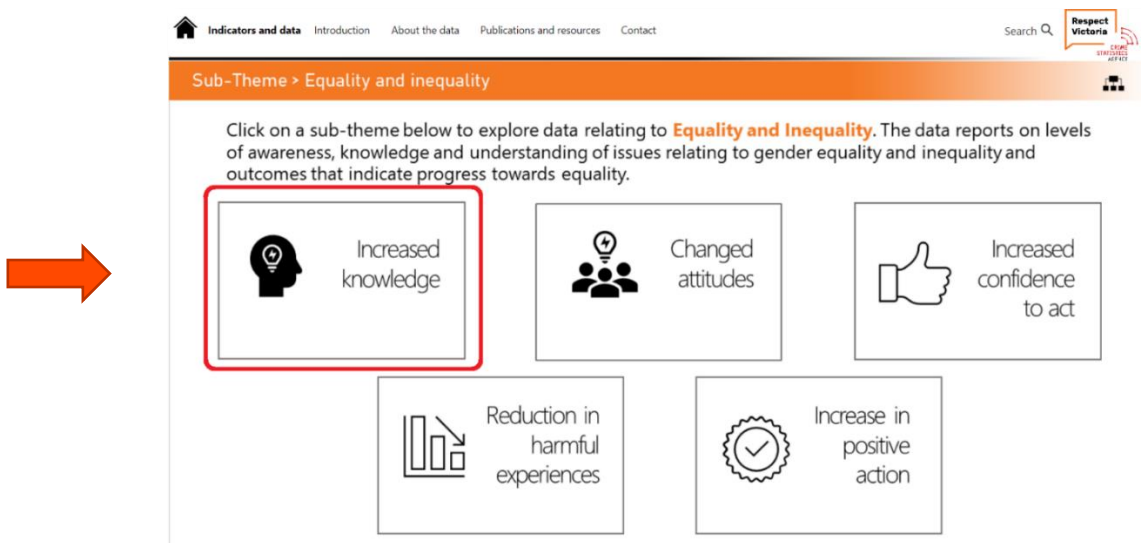 Indicators and data Introduction About the data Publications and resources Contact Search
Respect
Victoria
CRIME
STATISTICS
AGENCY
Sub-Theme > Equality and inequality
Click on a sub-theme below to explore data relating to Equality and Inequality. The data reports on levels
of awareness, knowledge and understanding of issues relating to gender equality and inequality and
outcomes that indicate progress towards equality.
Increased
knowledge
Changed
attitudes
Increased
confidence
to act
Reduction in
harmful
experiences
Increase in
positive
action